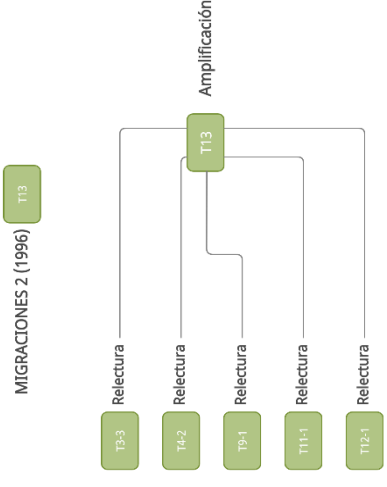 MIGRACIONES 2 (1996) T13
T13 Amplificación
T3-3 Relectura
T4-2 Relectura
T9-1 Relectura
T11-1 Relectura
T12-1 Relectura